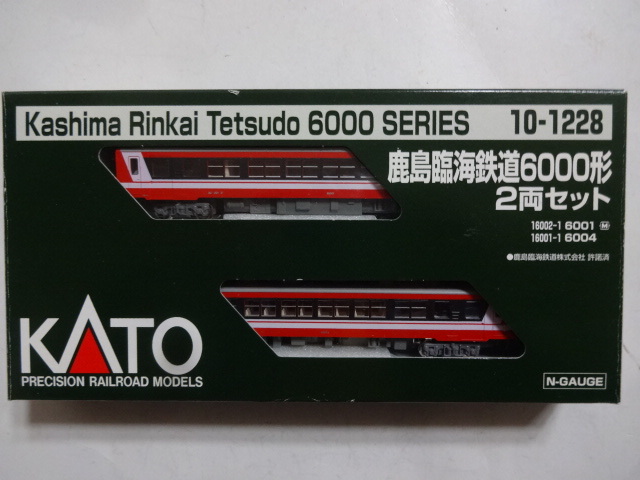 Kashima Rinkai Tetsudo 6000 SERIES 10-1228
鹿島臨海鉄道6000形
2両セット
16002-1 6001 M
16001-1 6004
●鹿島臨海鉄道株式会社 許諾済
KATO
PRECISION RAILROAD MODELS
N-GAUGE